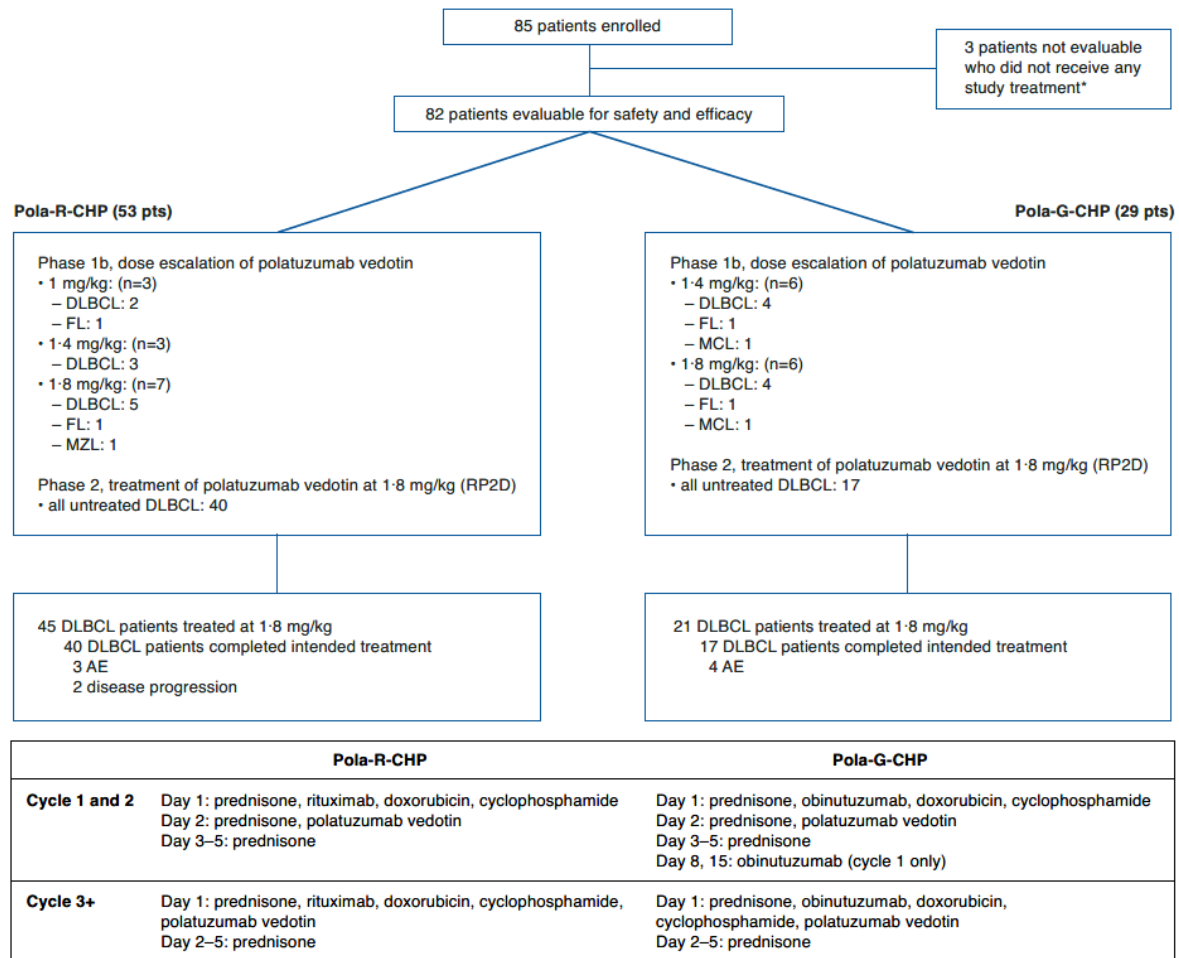 85 patients enrolled
3 patients not evaluable
who did not receive any
study treatment*
82 patients evaluable for safety and efficacy
Pola-R-CHP (53 pts)
Phase 1b, dose escalation of polatuzumab vedotin
• 1 mg/kg: (n=3)
– DLBCL: 2
– FL: 1
• 1·4 mg/kg: (n=3)
– DLBCL: 3
• 1·8 mg/kg: (n=7)
– DLBCL: 5
– FL: 1
– MZL: 1
Phase 2, treatment of polatuzumab vedotin at 1·8 mg/kg (RP2D)
• all untreated DLBCL: 40
Pola-G-CHP (29 pts)
Phase 1b, dose escalation of polatuzumab vedotin
• 1·4 mg/kg: (n=6)
– DLBCL: 4
– FL: 1
– MCL: 1
• 1·8 mg/kg: (n=6)
– DLBCL: 4
– FL: 1
– MCL: 1
Phase 2, treatment of polatuzumab vedotin at 1·8 mg/kg (RP2D)
• all untreated DLBCL: 17
45 DLBCL patients treated at 1·8 mg/kg
40 DLBCL patients completed intended treatment
3 AE
2 disease progression
21 DLBCL patients treated at 1·8 mg/kg
17 DLBCL patients completed intended treatment
4 AE
Pola-R-CHP
Pola-G-CHP
Cycle 1 and 2
Day 1: prednisone, rituximab, doxorubicin, cyclophosphamide
Day 2: prednisone, polatuzumab vedotin
Day 3–5: prednisone
Day 1: prednisone, obinutuzumab, doxorubicin, cyclophosphamide
Day 2: prednisone, polatuzumab vedotin
Day 3–5: prednisone
Day 8, 15: obinutuzumab (cycle 1 only)
Cycle 3+
Day 1: prednisone, rituximab, doxorubicin, cyclophosphamide,
polatuzumab vedotin
Day 2–5: prednisone
Day 1: prednisone, obinutuzumab, doxorubicin,
cyclophosphamide, polatuzumab vedotin
Day 2–5: prednisone